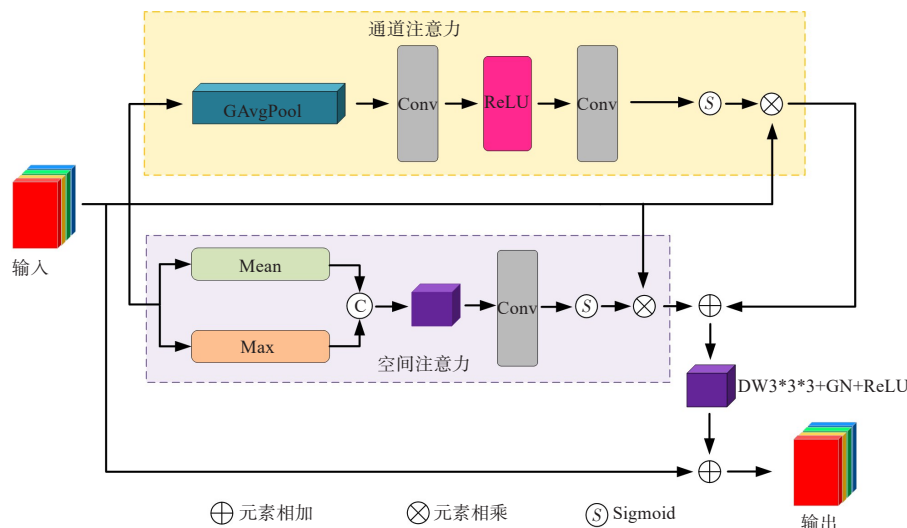 通道注意力
GAvgPool
Conv
ReLU
Conv
S
输入
Mean
Max
C
Conv
S
空间注意力
DW3*3*3+GN+ReLU
元素相加
元素相乘
S Sigmoid
输出